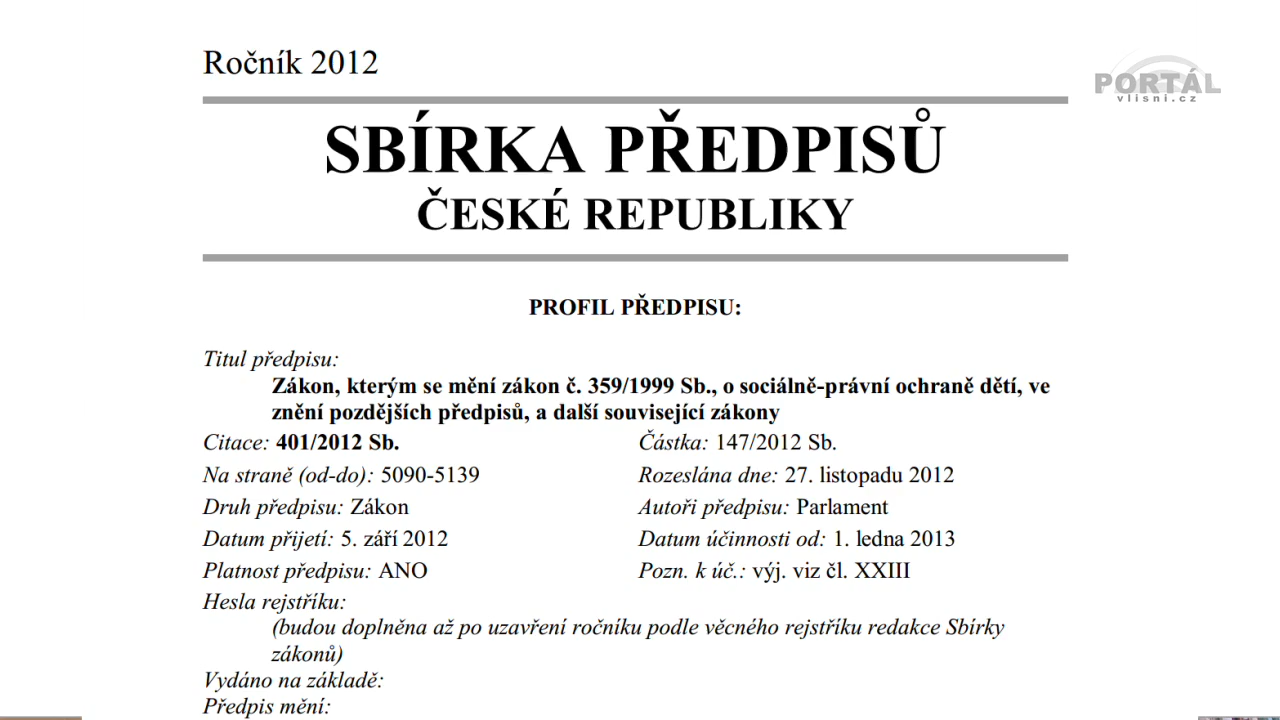 Ročník 2012
PORTÁL
vlisni.cz
SBÍRKA PŘEDPISŮ
ČESKÉ REPUBLIKY
PROFIL PŘEDPISU:
Titul předpisu:
Zákon, kterým se mění zákon č. 359/1999 Sb., o sociálně-právní ochraně dětí, ve
znění pozdějších předpisů, a další související zákony
Citace: 401/2012 Sb. Částka: 147/2012 Sb.
Na straně (od-do): 5090-5139 Rozeslána dne: 27. listopadu 2012
Druh předpisu: Zákon Autoři předpisu: Parlament
Datum přijetí: 5. září 2012 Datum účinnosti od: 1. ledna 2013
Platnost předpisu: ANO Pozn. k úč.: výj. viz čl. XXIII
Hesla rejstříku:
(budou doplněna až po uzavření ročníku podle věcného rejstříku redakce Sbírky
zákonů)
Vydáno na základě:
Předpis mění: